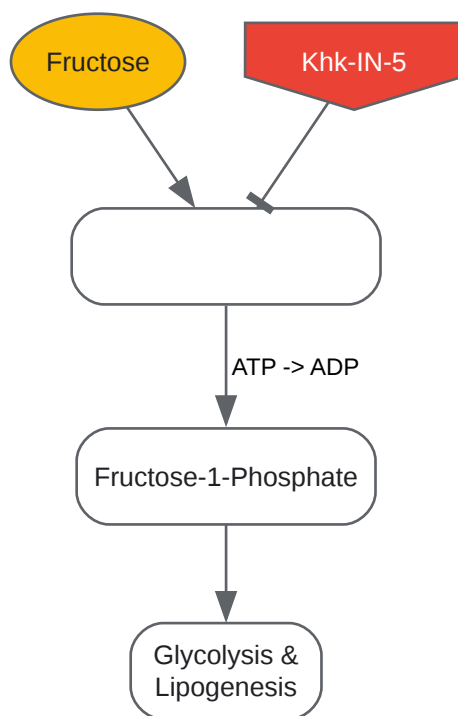 Fructose
Khk-IN-5
ATP -> ADP
Fructose-1-Phosphate
Glycolysis &
Lipogenesis